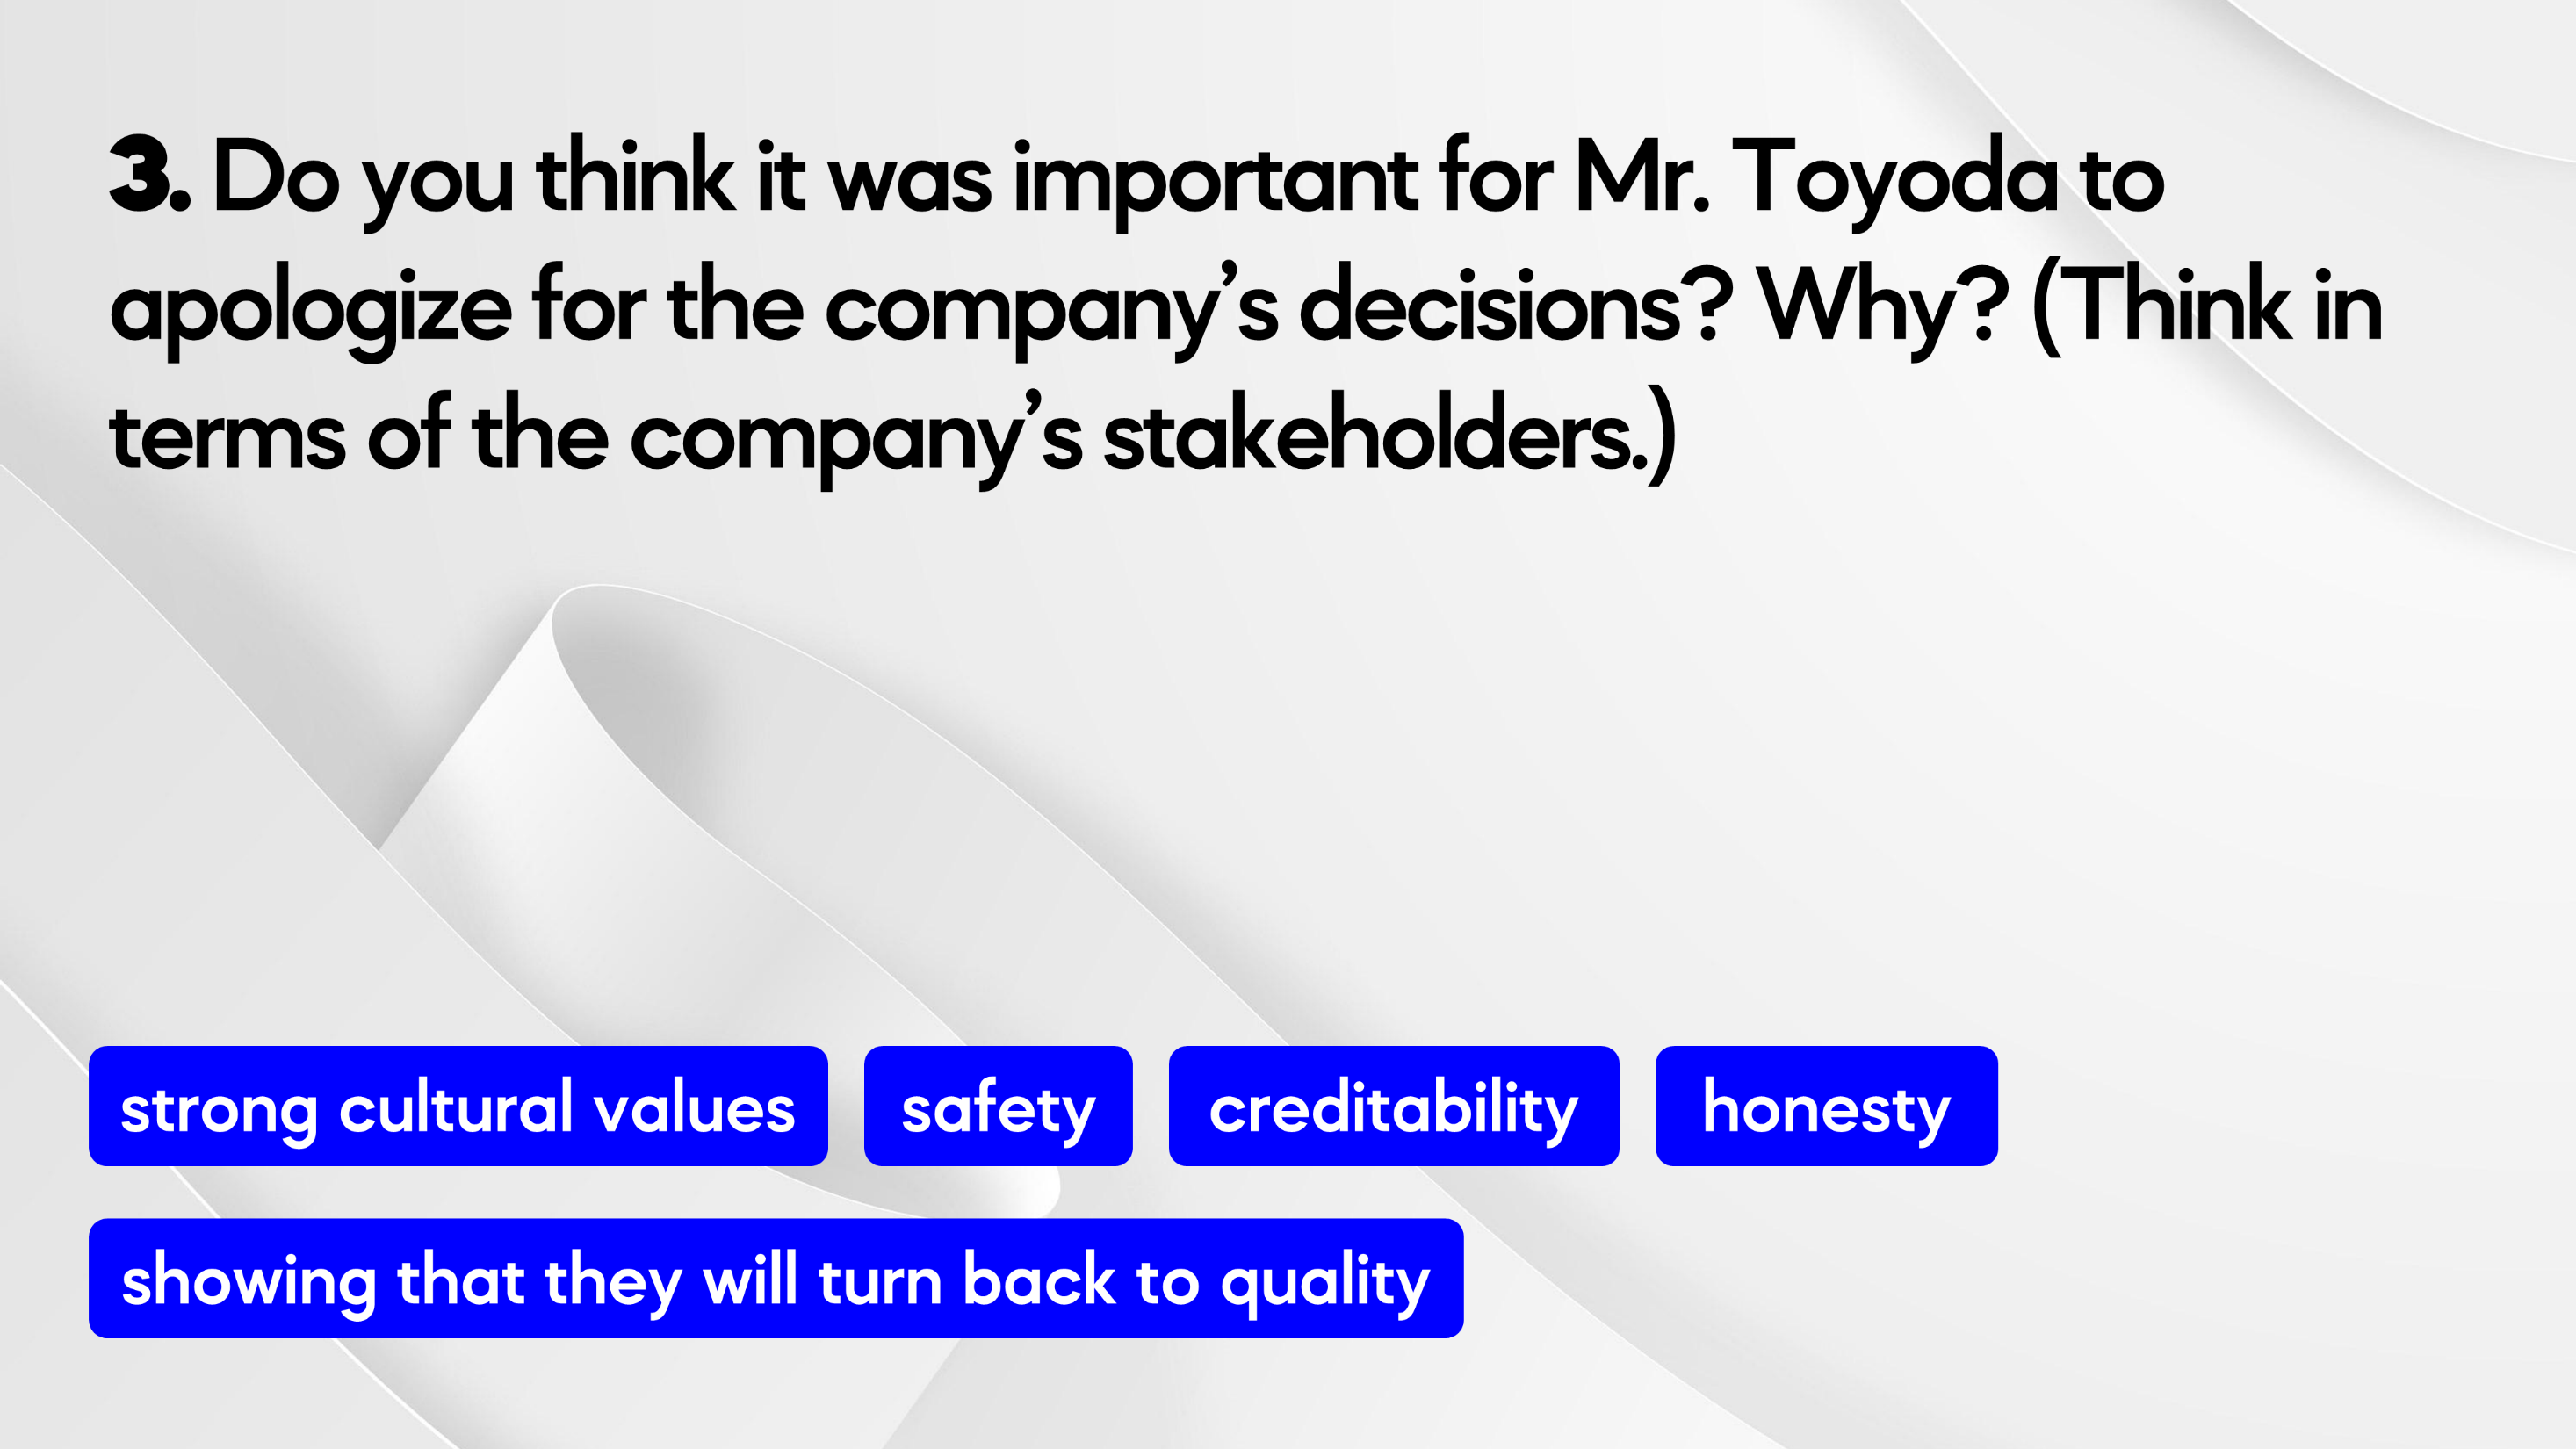 3. Do you think it was important for Mr. Toyoda to
apologize for the company’s decisions? Why? (Think in
terms of the company’s stakeholders.)
strong cultural values
safety
creditability
honesty
showing that they will turn back to quality